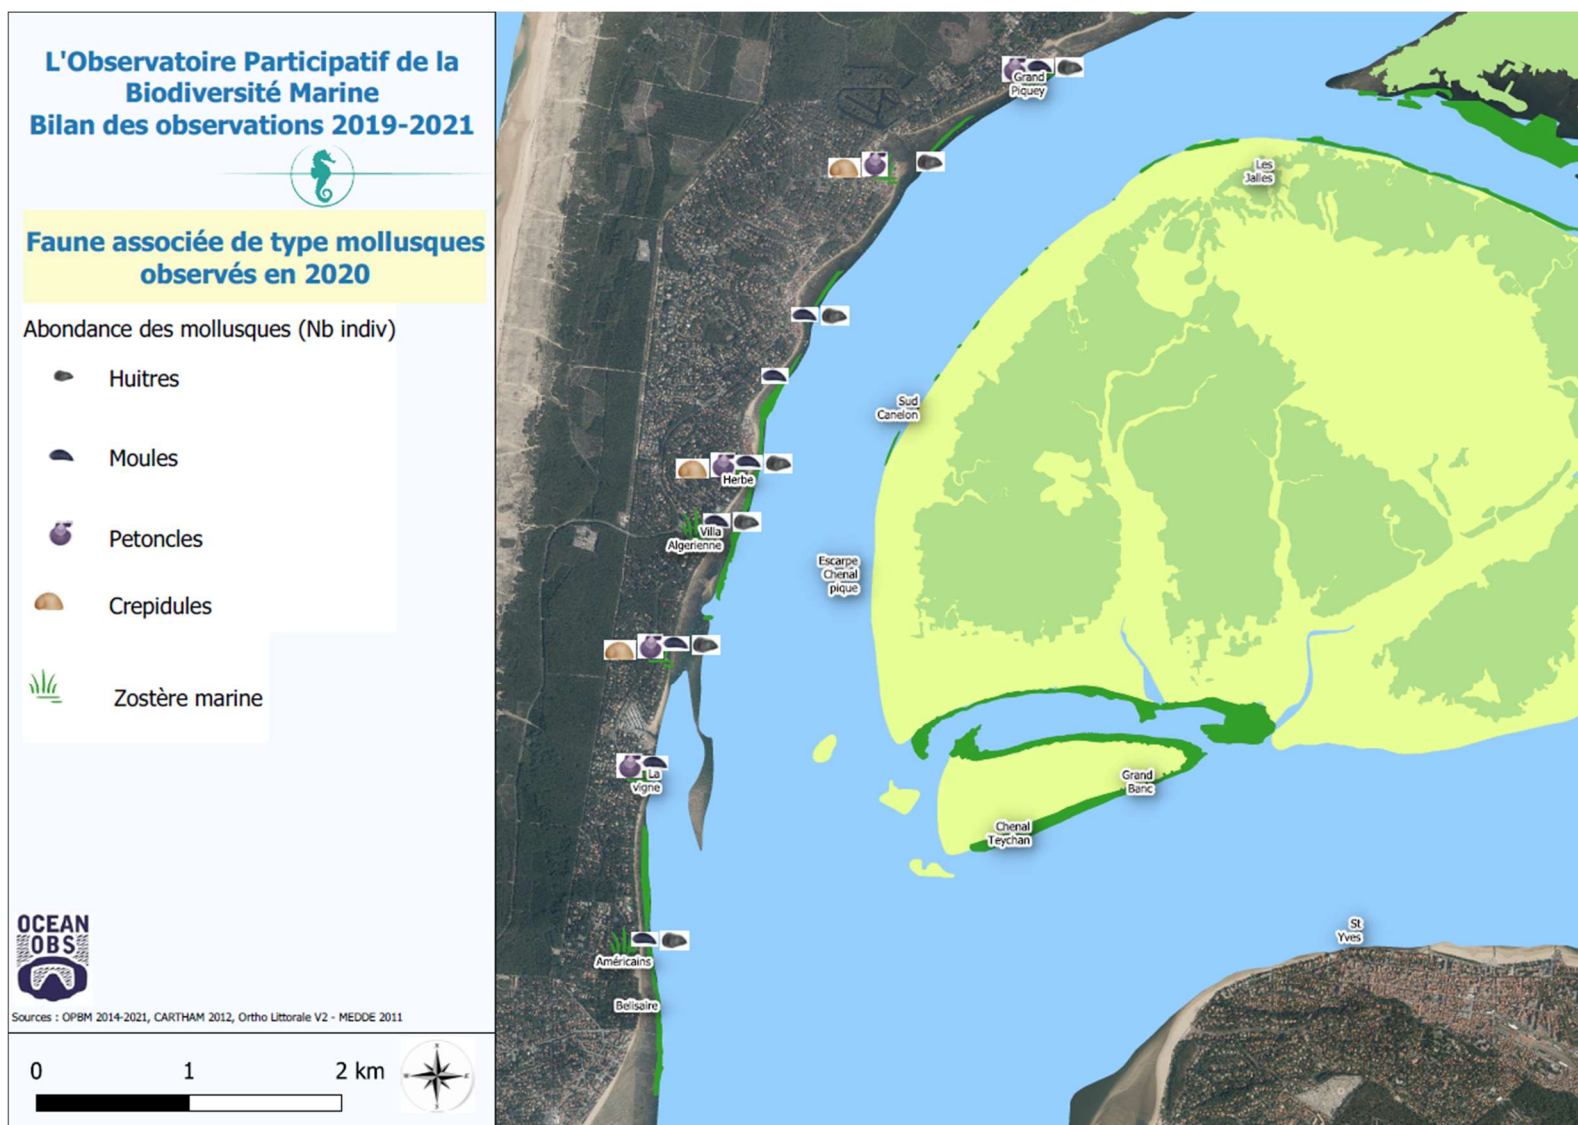 L'Observatoire Participatif de la
Biodiversité Marine
Bilan des observations 2019-2021
Faune associée de type mollusques
observés en 2020
Abondance des mollusques (Nb indiv)
Huitres
Moules
Petoncles
Crepidules
Zostère marine
OCEAN
OBS
Sources : OPBM 2014-2021, CARTHAM 2012, Ortho Littorale V2 - MEDDE 2011
0 1 2 km
N
W E
S
Grand
Piquey
Les
Jalles
Sud
Canelon
Herbe
Villa
Algerienne
Escarpe
Chenal
pique
La
vigne
Grand
Banc
Chenal
Teychan
St
Yves
Américains
Belisaire